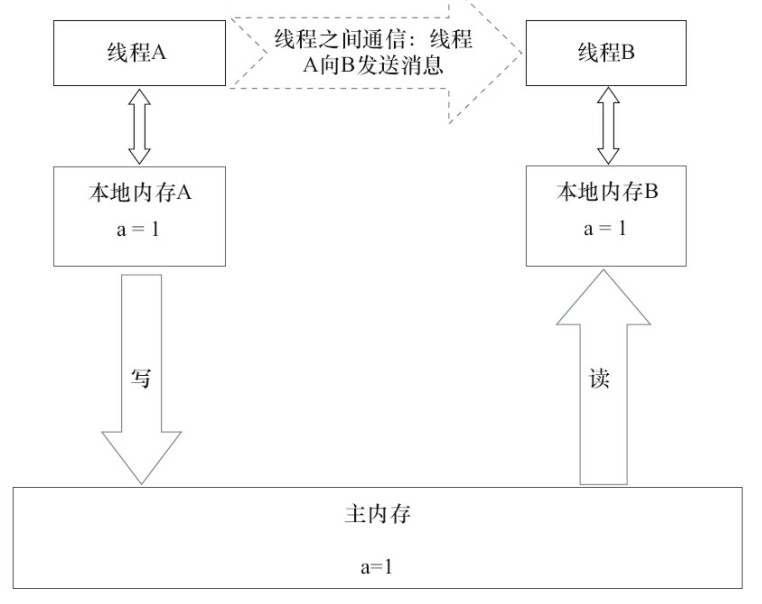 线程A
线程之间通信：线程
A向B发送消息
线程B
本地内存A
a = 1
本地内存B
a = 1
写
读
主内存
a=1